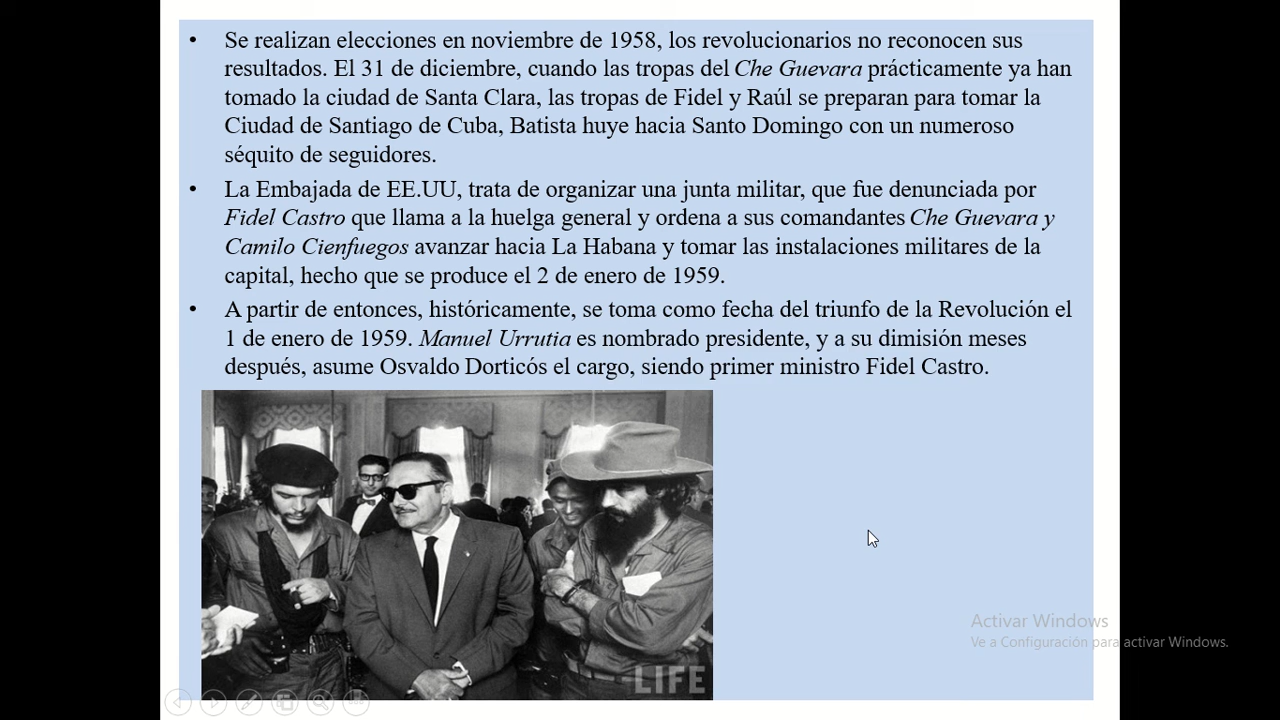 • Se realizan elecciones en noviembre de 1958, los revolucionarios no reconocen sus
resultados. El 31 de diciembre, cuando las tropas del Che Guevara prácticamente ya han
tomado la ciudad de Santa Clara, las tropas de Fidel y Raúl se preparan para tomar la
Ciudad de Santiago de Cuba, Batista huye hacia Santo Domingo con un numeroso
séquito de seguidores.
• La Embajada de EE.UU, trata de organizar una junta militar, que fue denunciada por
Fidel Castro que llama a la huelga general y ordena a sus comandantes Che Guevara y
Camilo Cienfuegos avanzar hacia La Habana y tomar las instalaciones militares de la
capital, hecho que se produce el 2 de enero de 1959.
• A partir de entonces, históricamente, se toma como fecha del triunfo de la Revolución el
1 de enero de 1959. Manuel Urrutia es nombrado presidente, y a su dimisión meses
después, asume Osvaldo Dorticós el cargo, siendo primer ministro Fidel Castro.
LIFE
Activar Windows
Ve a Configuración para activar Windows.